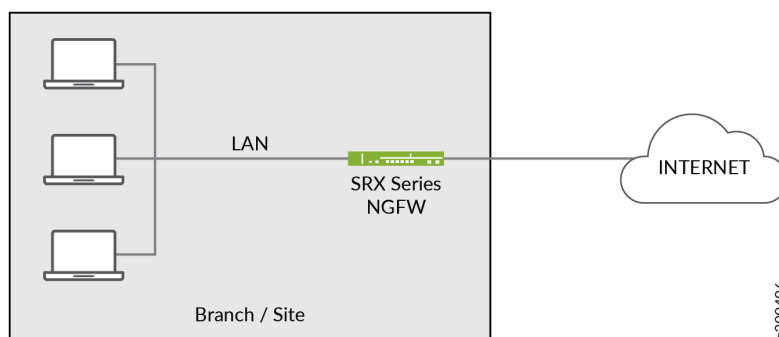 LAN
SRX Series
NGFW
INTERNET
Branch / Site